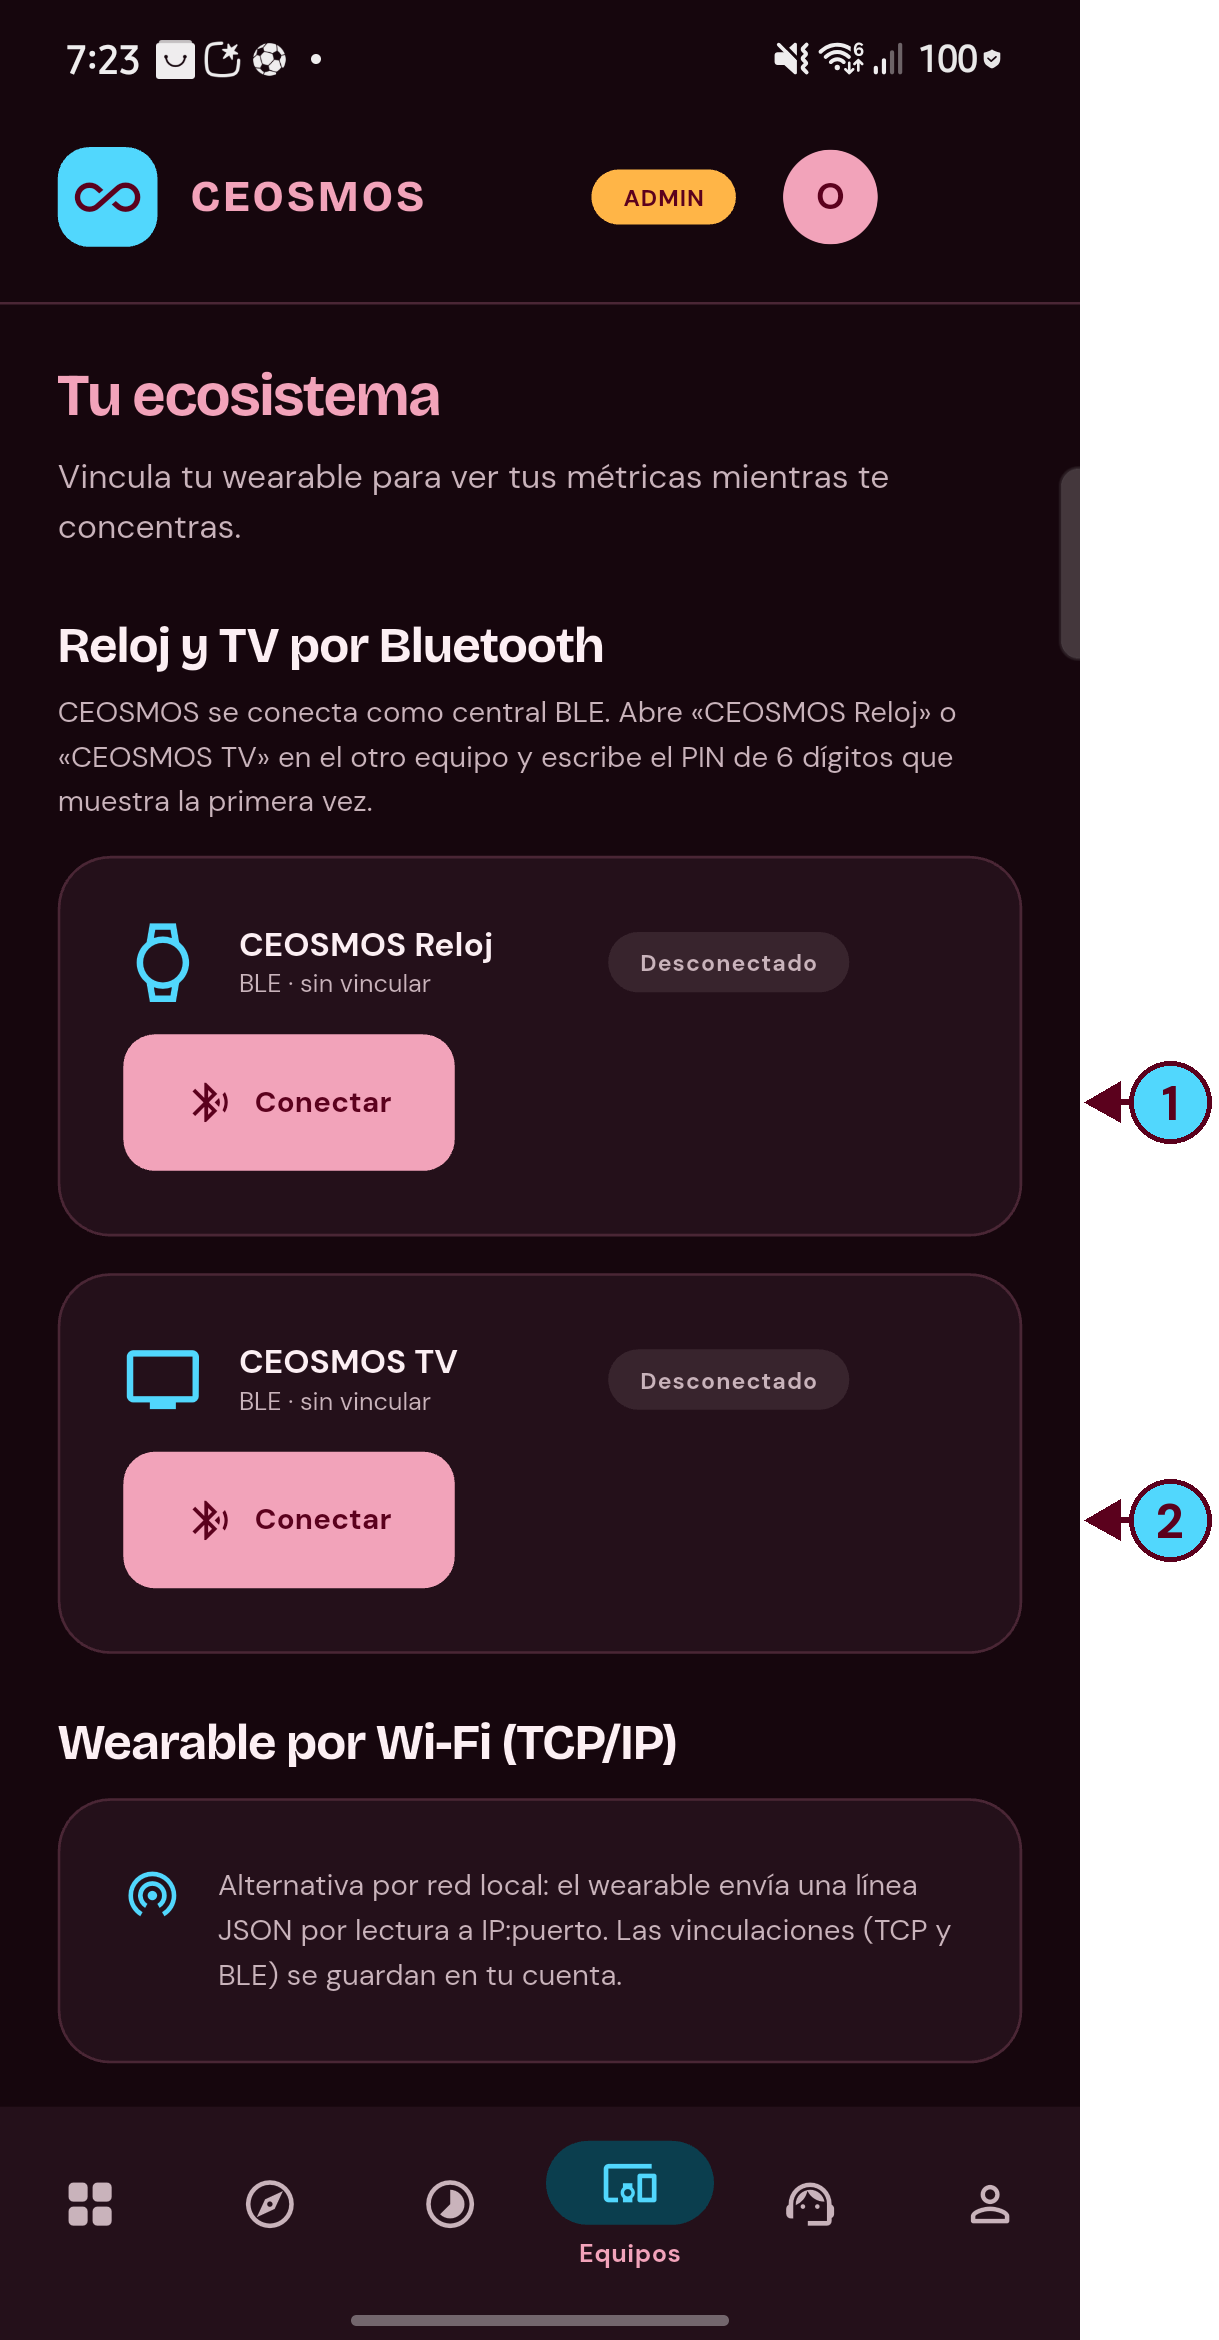 7:23
6
100
CEOSMOS
ADMIN
O
Tu ecosistema
Vincula tu wearable para ver tus métricas mientras te
concentras.
Reloj y TV por Bluetooth
CEOSMOS se conecta como central BLE. Abre «CEOSMOS Reloj» o
«CEOSMOS TV» en el otro equipo y escribe el PIN de 6 dígitos que
muestra la primera vez.
CEOSMOS Reloj
BLE · sin vincular
Desconectado
Conectar
1
CEOSMOS TV
BLE · sin vincular
Desconectado
Conectar
2
Wearable por Wi-Fi (TCP/IP)
Alternativa por red local: el wearable envía una línea
JSON por lectura a IP:puerto. Las vinculaciones (TCP y
BLE) se guardan en tu cuenta.
Equipos